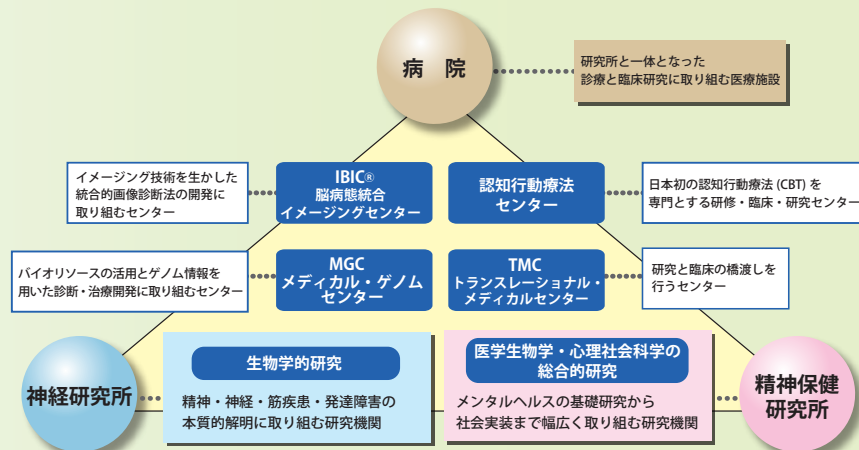 病　院
研究所と一体となった
診療と臨床研究に取り組む医療施設
イメージング技術を生かした
統合的画像診断法の開発に
取り組むセンター
IBIC®
脳病態統合
イメージングセンター
認知行動療法
センター
日本初の認知行動療法 (CBT) を
専門とする研修・臨床・研究センター
バイオリソースの活用とゲノム情報を
用いた診断・治療開発に取り組むセンター
MGC
メディカル・ゲノム
センター
TMC
トランスレーショナル・
メディカルセンター
研究と臨床の橋渡しを
行うセンター
神経研究所
生物学的研究
精神・神経・筋疾患・発達障害の
本質的解明に取り組む研究機関
医学生物学・心理社会科学の
総合的研究
メンタルヘルスの基礎研究から
社会実装まで幅広く取り組む研究機関
精神保健
研究所